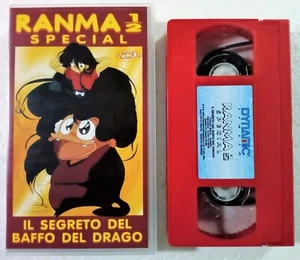 RANMA 1/2
SPECIAL
IL SEGRETO DEL
BAFFO DEL DRAGO
DYNAMIC
RANMA 1/2
SPECIAL